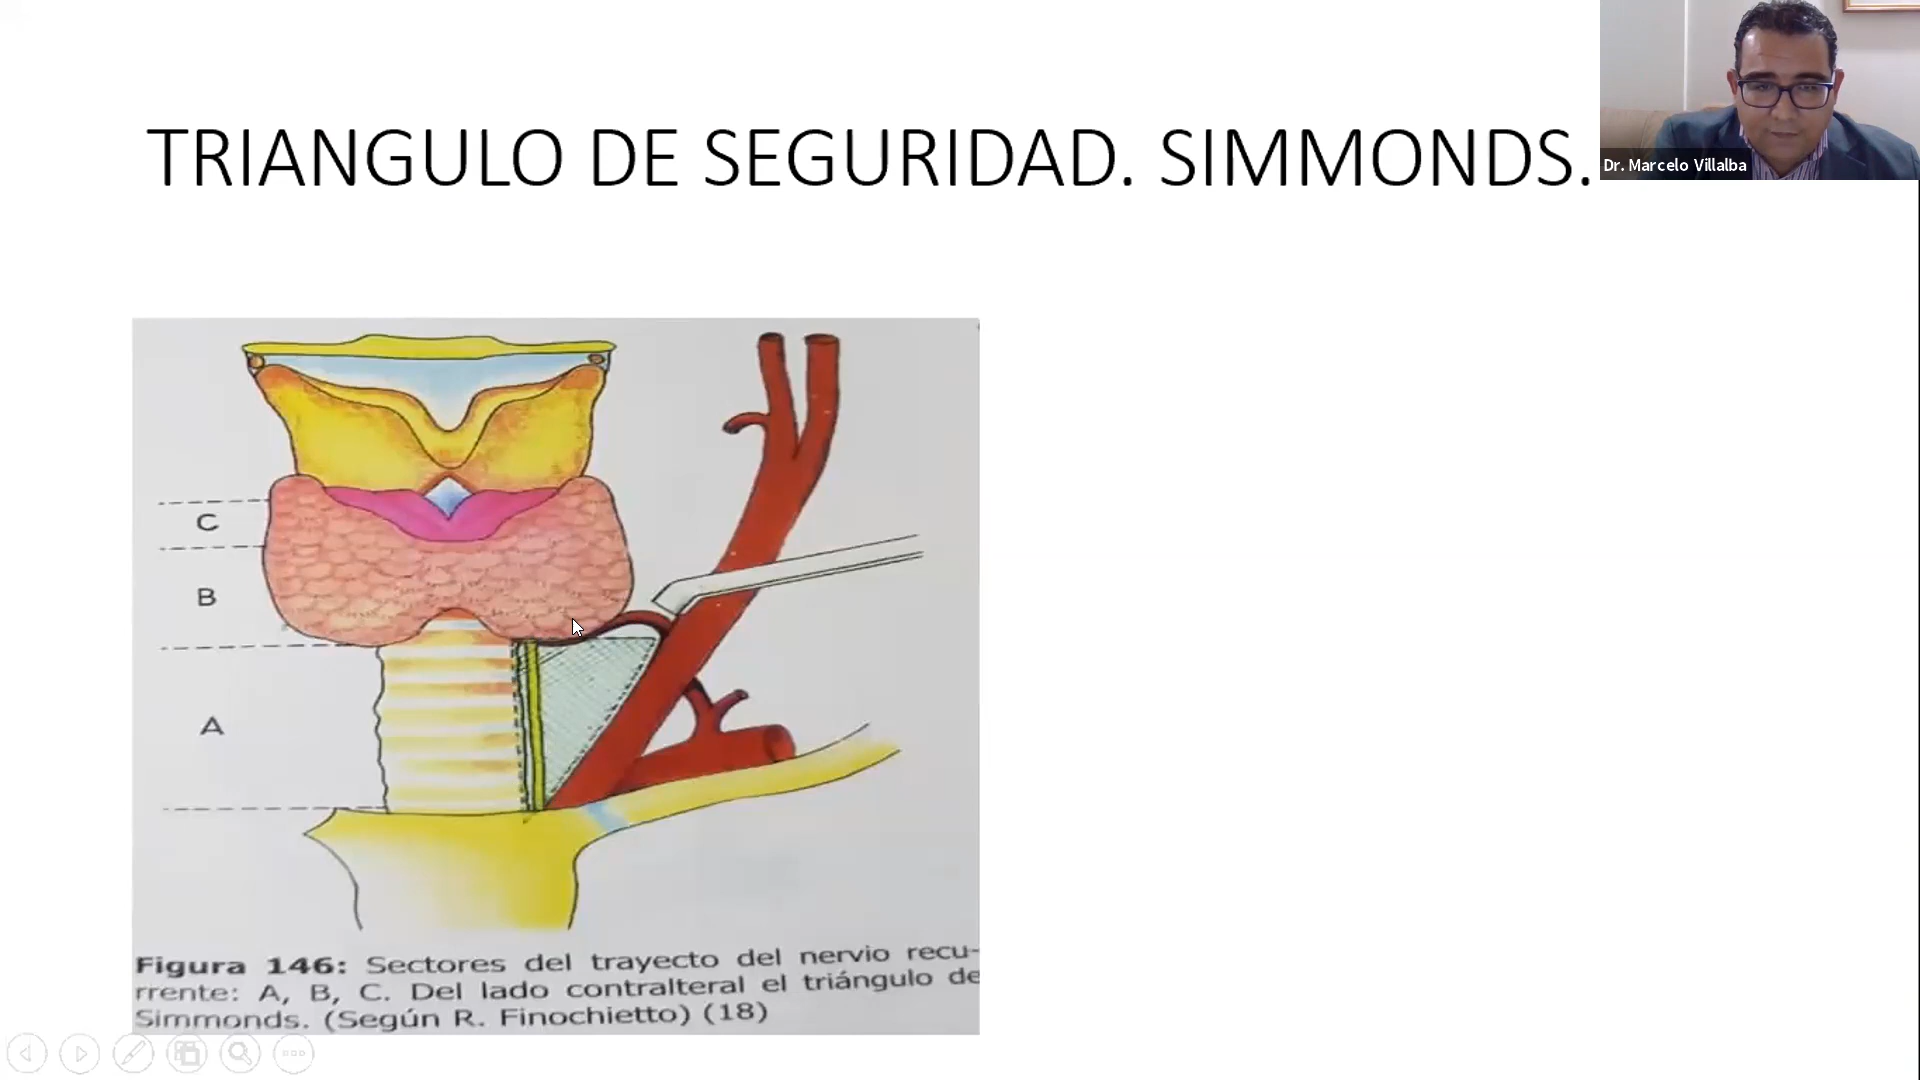 TRIANGULO DE SEGURIDAD. SIMMONDS.
Dr. Marcelo Villalba
C
B
A
Figura 146: Sectores del trayecto del nervio recu-
rrente: A, B, C. Del lado contralteral el triángulo de
Simmonds. (Según R. Finochietto) (18)